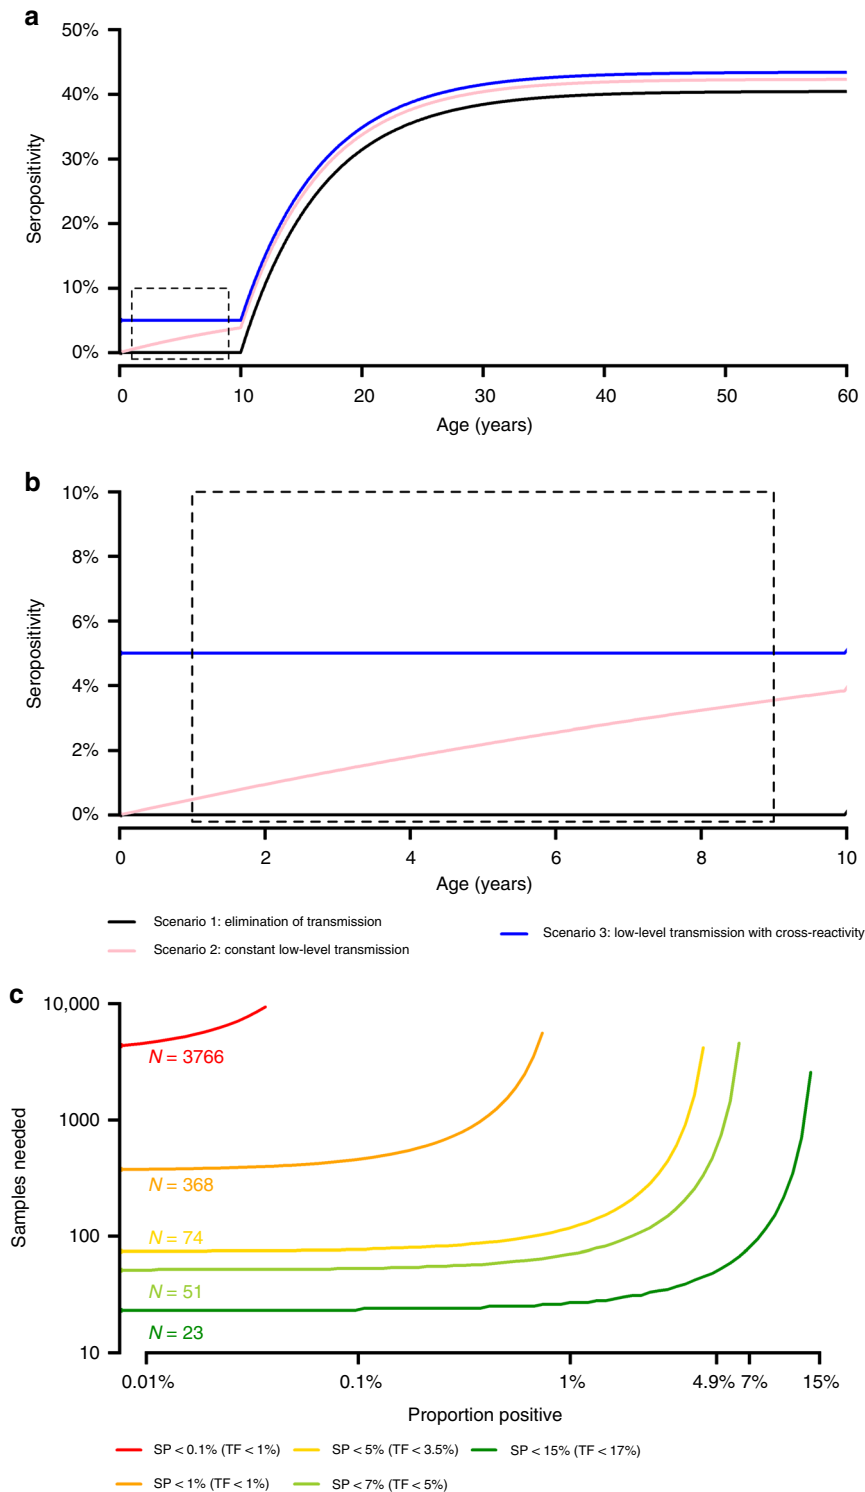 a
50%
40%
30%
20%
10%
0%
Seropositivity
0 10 20 30 40 50 60
Age (years)
b
10%
8%
6%
4%
2%
0%
Seropositivity
0 2 4 6 8 10
Age (years)
Scenario 1: elimination of transmission
Scenario 2: constant low-level transmission
Scenario 3: low-level transmission with cross-reactivity
c
10,000
1000
100
10
Samples needed
N = 3766
N = 368
N = 74
N = 51
N = 23
0.01% 0.1% 1% 4.9% 7% 15%
Proportion positive
SP < 0.1% (TF < 1%)
SP < 5% (TF < 3.5%)
SP < 15% (TF < 17%)
SP < 1% (TF < 1%)
SP < 7% (TF < 5%)